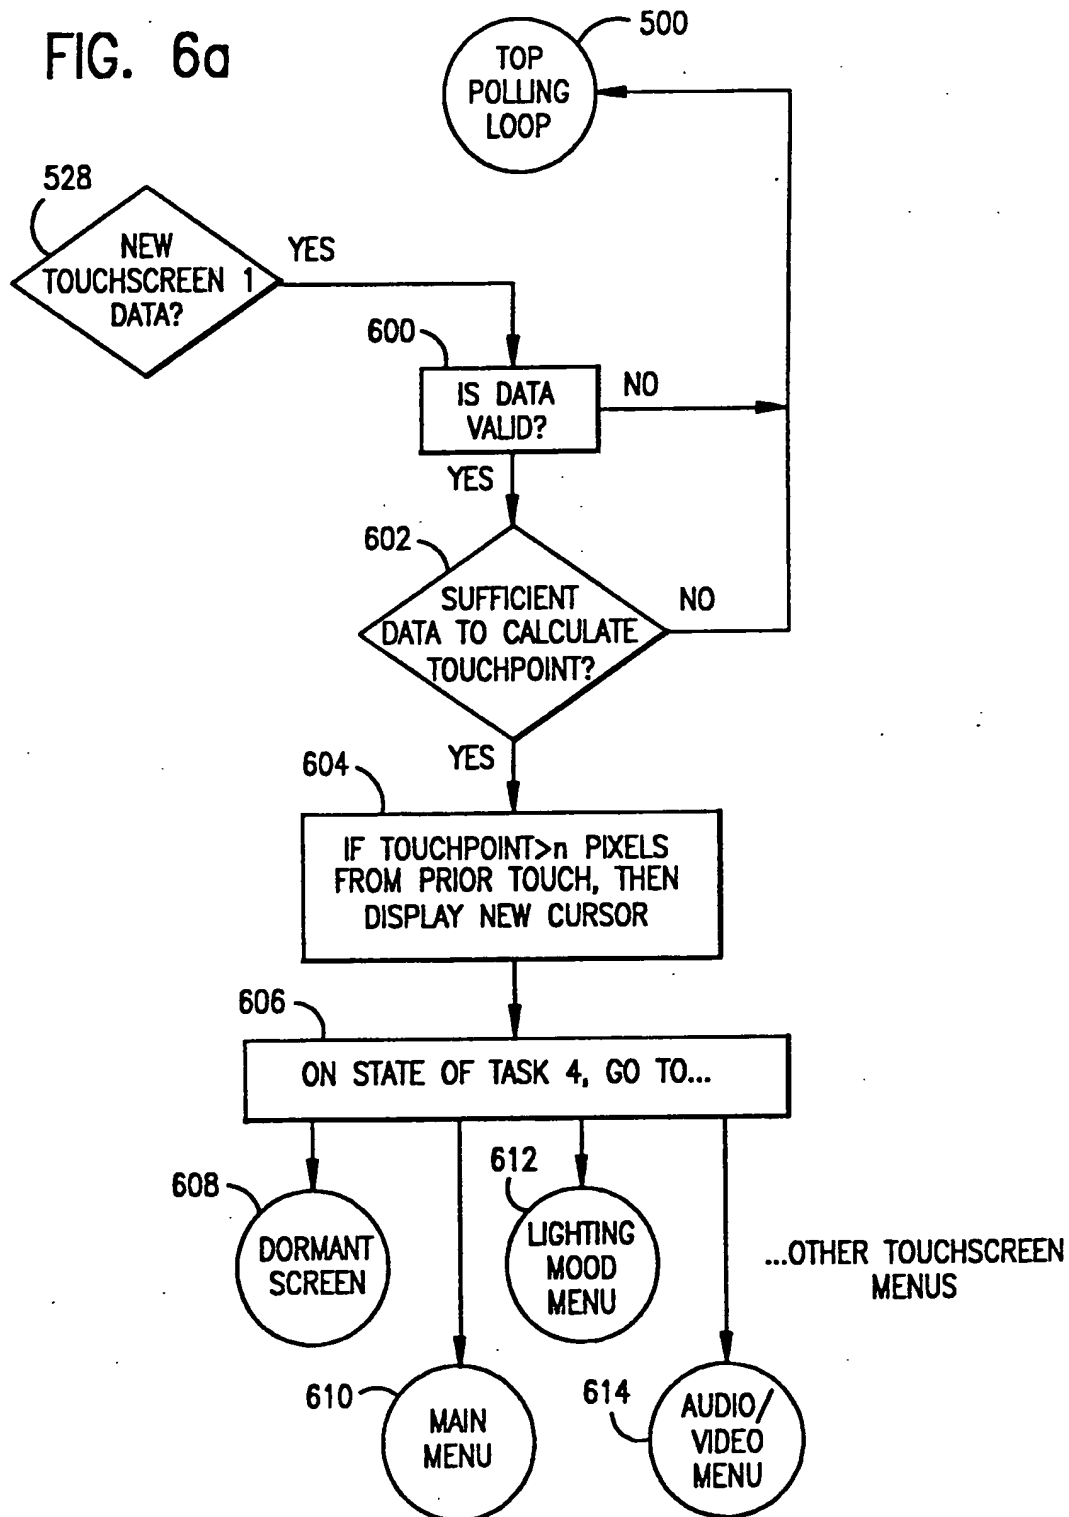 FIG. 6a
500
TOP
POLLING
LOOP
528
NEW
TOUCHSCREEN 1
DATA?
YES
600
IS DATA
VALID?
NO
YES
602
SUFFICIENT
DATA TO CALCULATE
TOUCHPOINT?
NO
YES
604
IF TOUCHPOINT>n PIXELS
FROM PRIOR TOUCH, THEN
DISPLAY NEW CURSOR
606
ON STATE OF TASK 4, GO TO...
608
DORMANT
SCREEN
612
LIGHTING
MOOD
MENU
...OTHER TOUCHSCREEN
MENUS
610
MAIN
MENU
614
AUDIO/
VIDEO
MENU